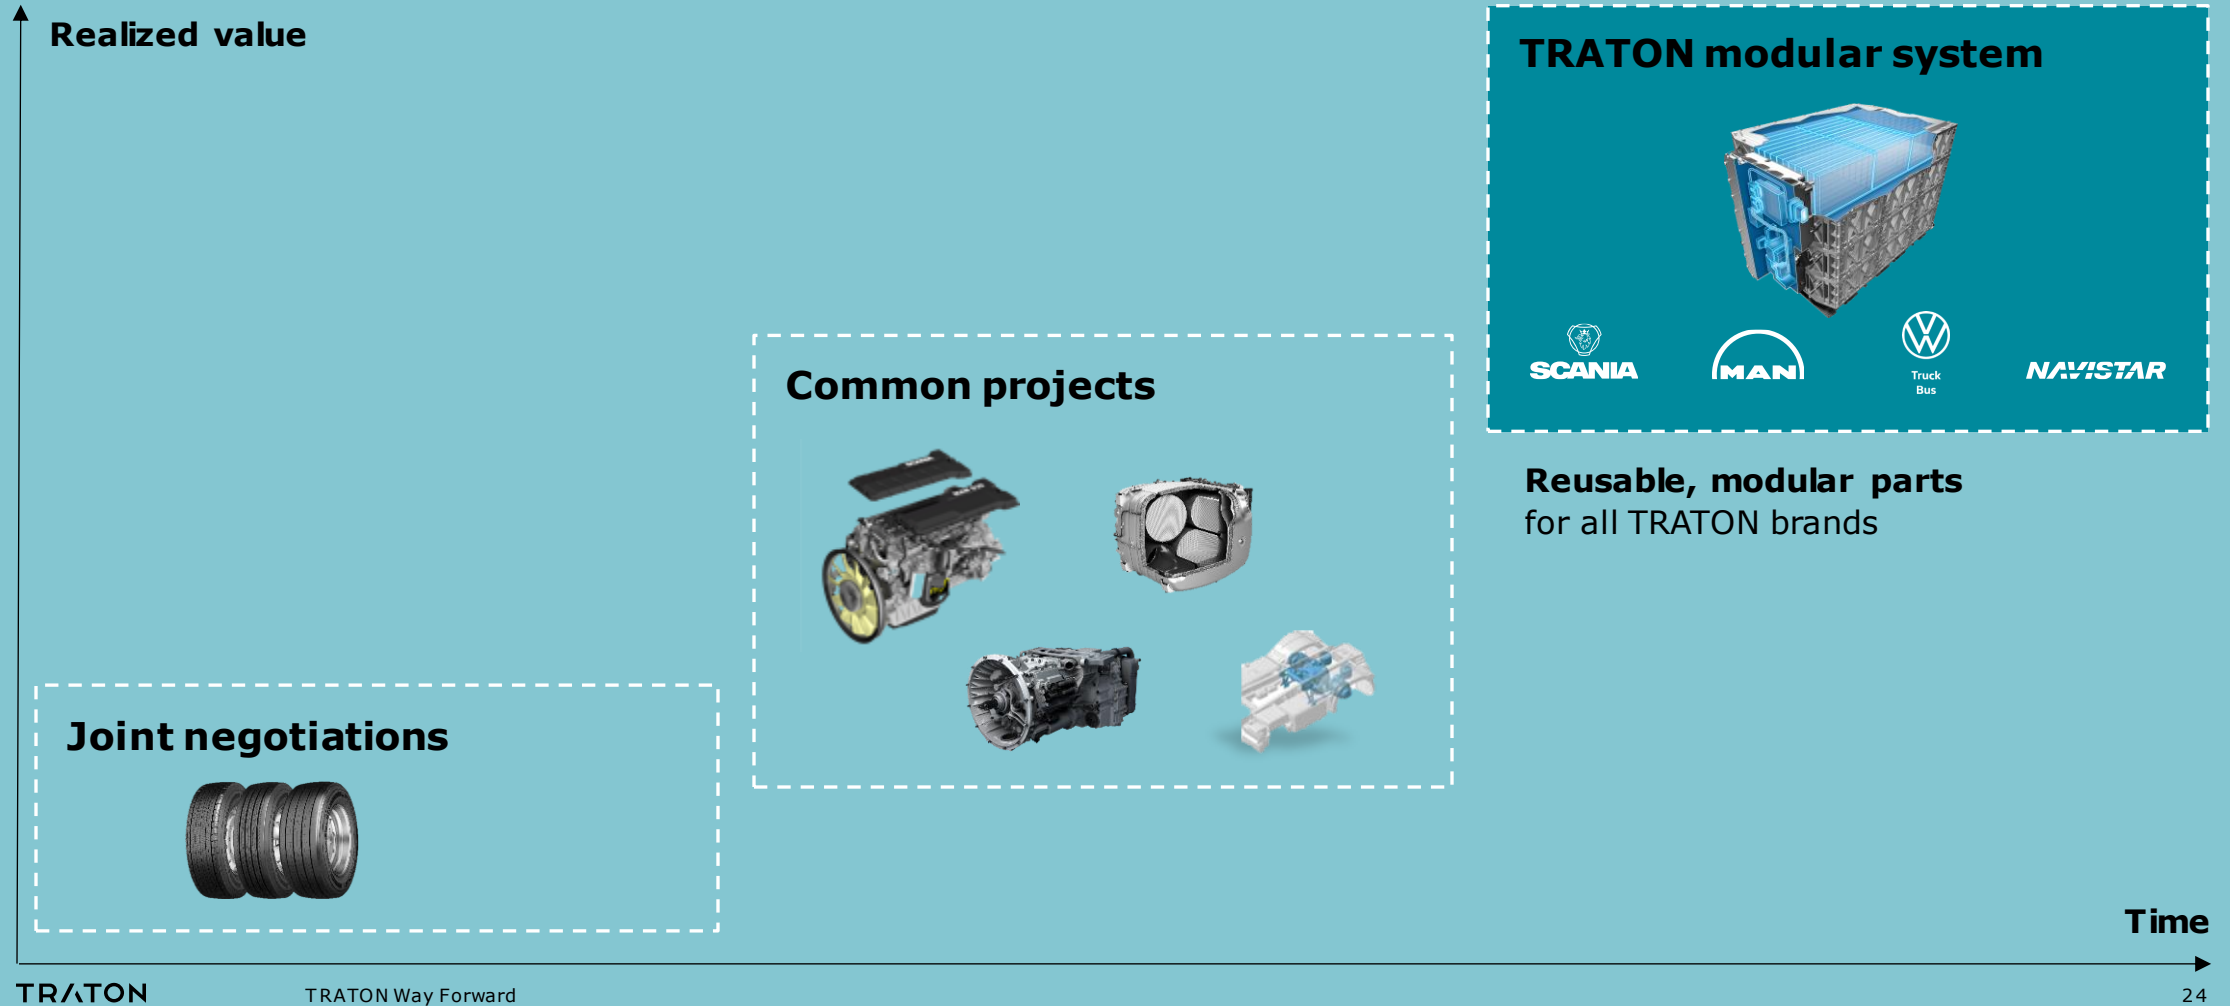 Realized value
TRATON modular system
SCANIA
MAN
Truck
Bus
NAVISTAR
Common projects
Reusable, modular parts
for all TRATON brands
Joint negotiations
Time
TRATON
TRATON Way Forward
24